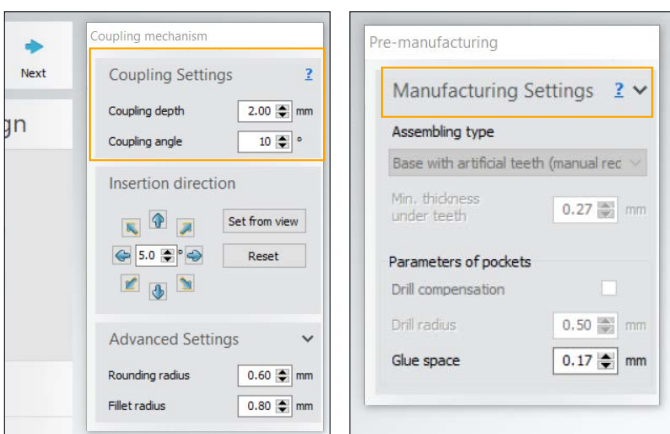 Next
gn
Coupling mechanism
Coupling Settings ?
Coupling depth 2.00 mm
Coupling angle 10 °
Insertion direction
Set from view
5.0 °
Reset
Advanced Settings
Rounding radius 0.60 mm
Fillet radius 0.80 mm
Pre-manufacturing
Manufacturing Settings ?
Assembling type
Base with artificial teeth (manual rec
Min. thickness
under teeth 0.27 mm
Parameters of pockets
Drill compensation
Drill radius 0.50 mm
Glue space 0.17 mm